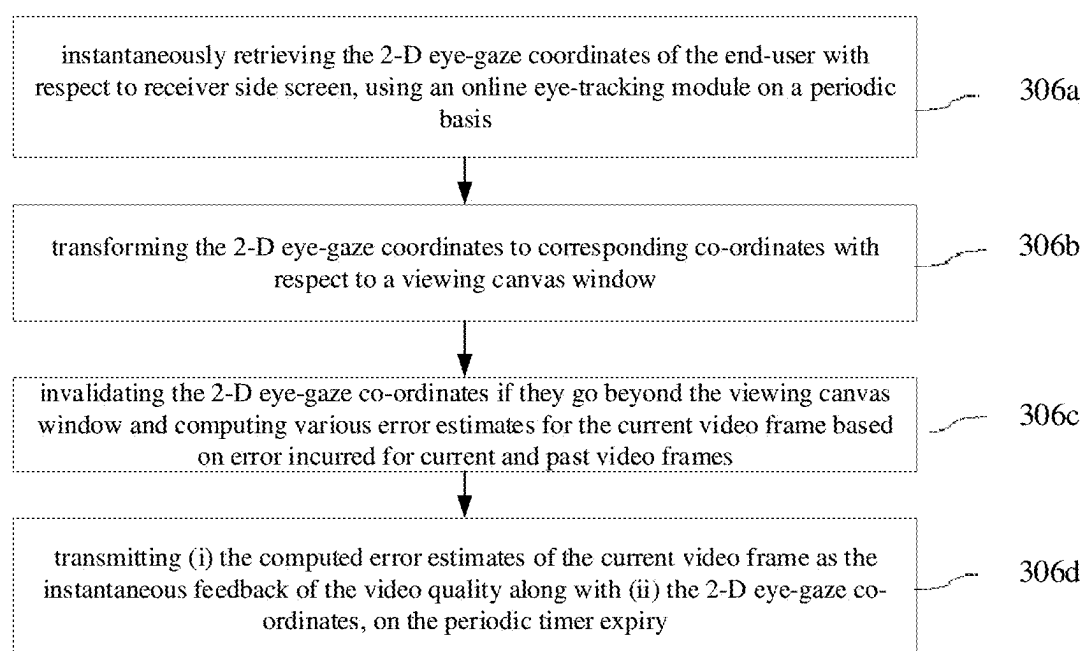 instantaneously retrieving the 2-D eye-gaze coordinates of the end-user with
respect to receiver side screen, using an online eye-tracking module on a periodic
basis
306a
transforming the 2-D eye-gaze coordinates to corresponding co-ordinates with
respect to a viewing canvas window
306b
invalidating the 2-D eye-gaze co-ordinates if they go beyond the viewing canvas
window and computing various error estimates for the current video frame based
on error incurred for current and past video frames
306c
transmitting (i) the computed error estimates of the current video frame as the
instantaneous feedback of the video quality along with (ii) the 2-D eye-gaze co-
ordinates, on the periodic timer expiry
306d